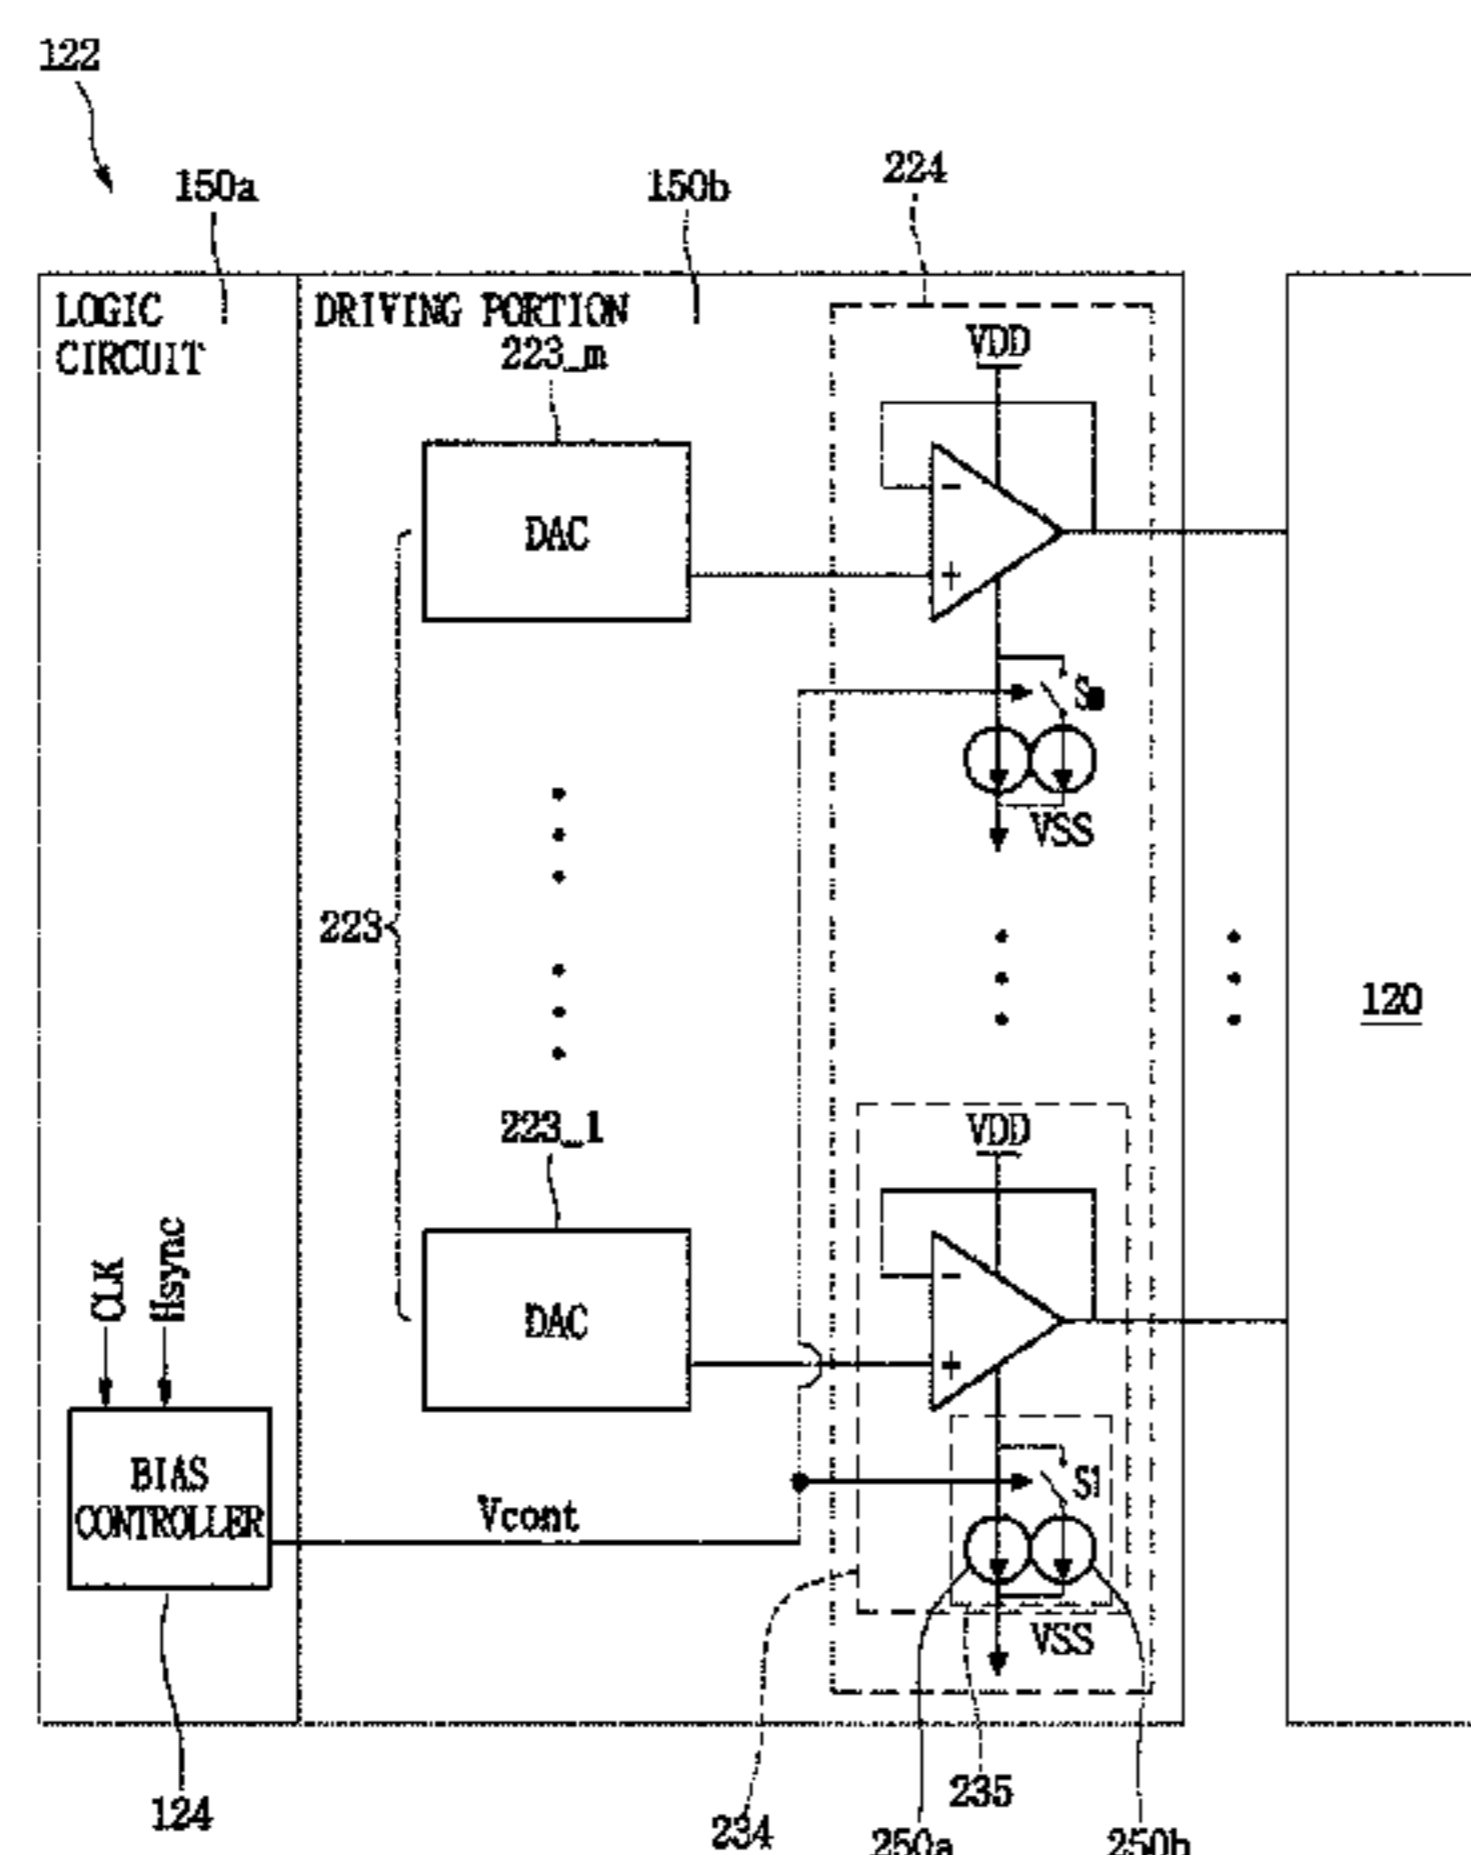 122
150a
150b
224
LOGIC
CIRCUIT
DRIVING PORTION
223_m
VDD
DAC
-
+
VSS
223
120
223_1
VDD
CLK
Hsync
DAC
-
+
BIAS
CONTROLLER
Vcont
S1
VSS
124
234
235
250a
250b